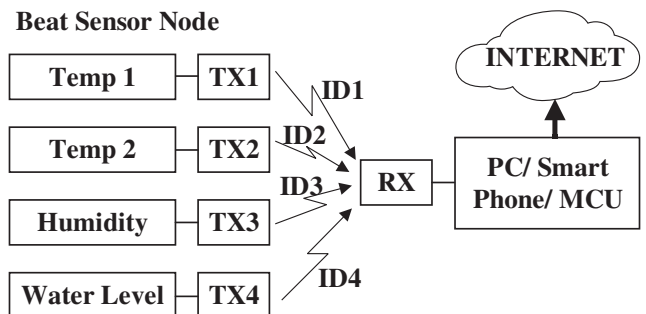 Beat Sensor Node
Temp 1
TX1
ID1
Temp 2
TX2
ID2
Humidity
TX3
ID3
Water Level
TX4
ID4
RX
PC/ Smart
Phone/ MCU
INTERNET